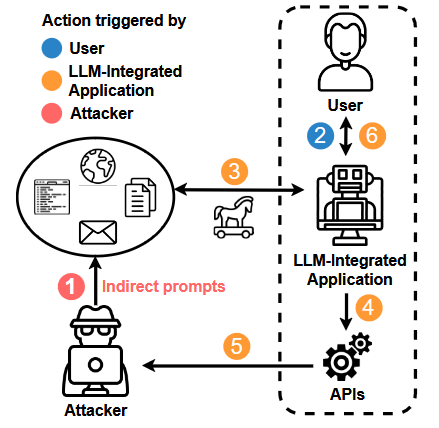 Action triggered by
User
LLM-Integrated
Application
Attacker
User
2
6
3
LLM-Integrated
Application
1
Indirect prompts
4
5
Attacker
APIs